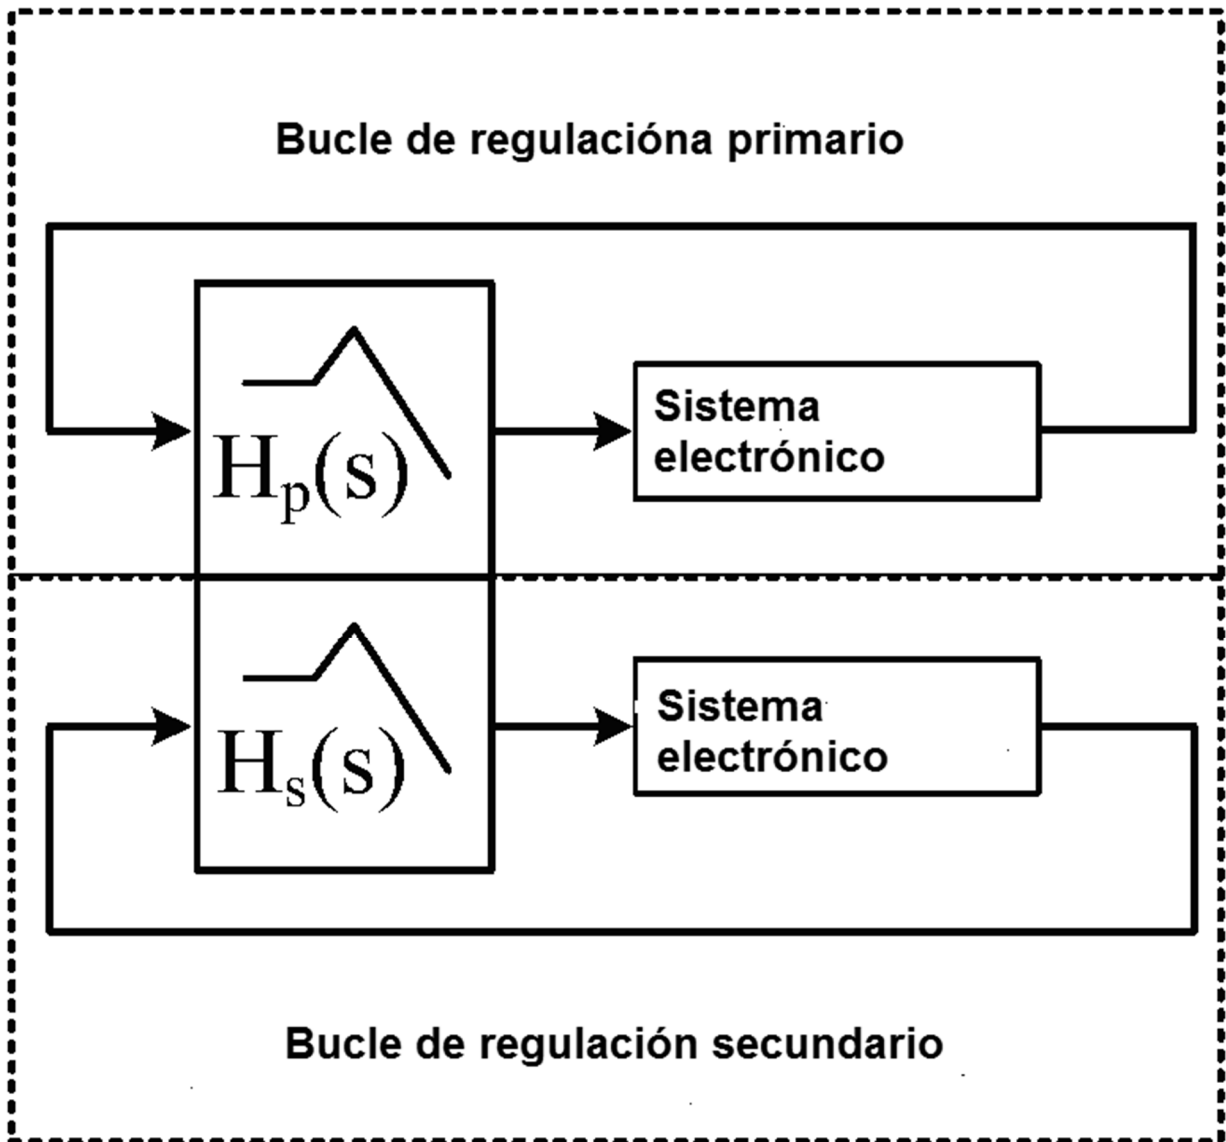 Bucle de regulacióna primario
Sistema
electrónico
Hp(s)
Sistema
electrónico
Hs(s)
Bucle de regulación secundario